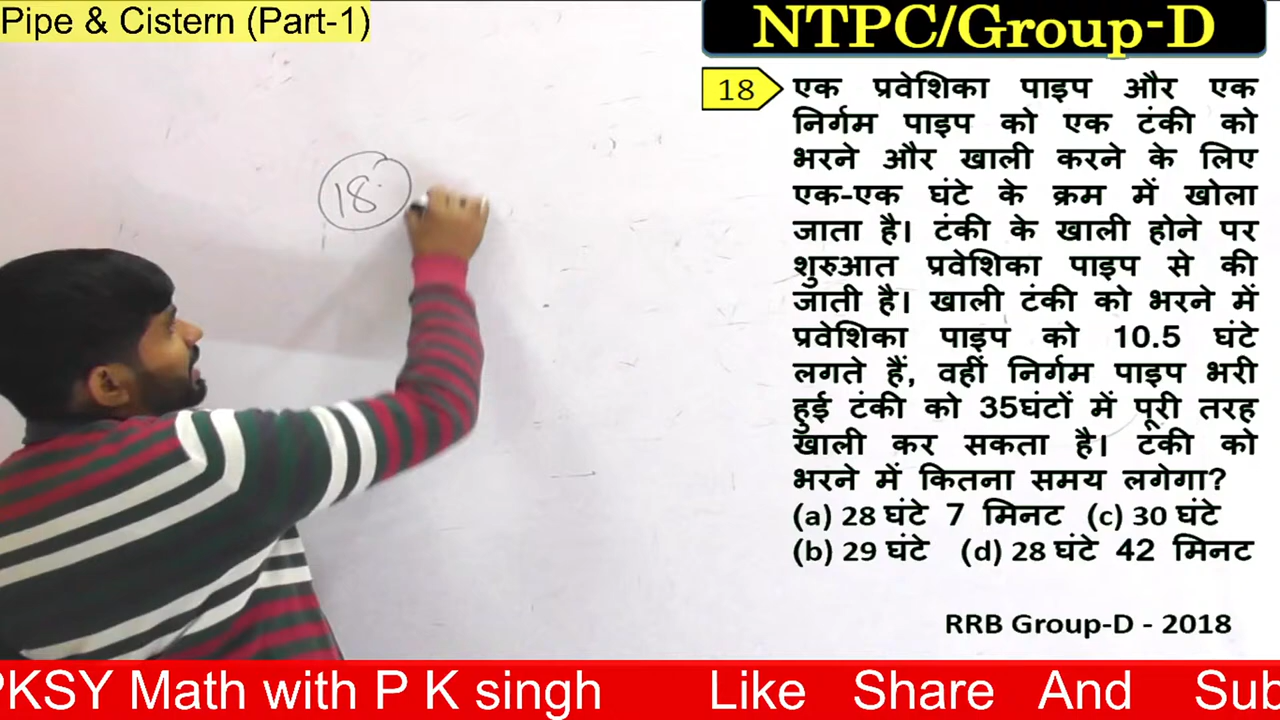 Pipe & Cistern (Part-1)
NTPC/Group-D
18
एक प्रवेशिका पाइप और एक
निर्गम पाइप को एक टंकी को
भरने और खाली करने के लिए
एक-एक घंटे के क्रम में खोला
जाता है। टंकी के खाली होने पर
शुरुआत प्रवेशिका पाइप से की
जाती है। खाली टंकी को भरने में
प्रवेशिका पाइप को 10.5 घंटे
लगते हैं, वहीं निर्गम पाइप भरी
हुई टंकी को 35घंटों में पूरी तरह
खाली कर सकता है। टंकी को
भरने में कितना समय लगेगा?
(a) 28 घंटे 7 मिनट (c) 30 घंटे
(b) 29 घंटे (d) 28 घंटे 42 मिनट
RRB Group-D - 2018
18
PKSY Math with P K singh Like Share And Sub